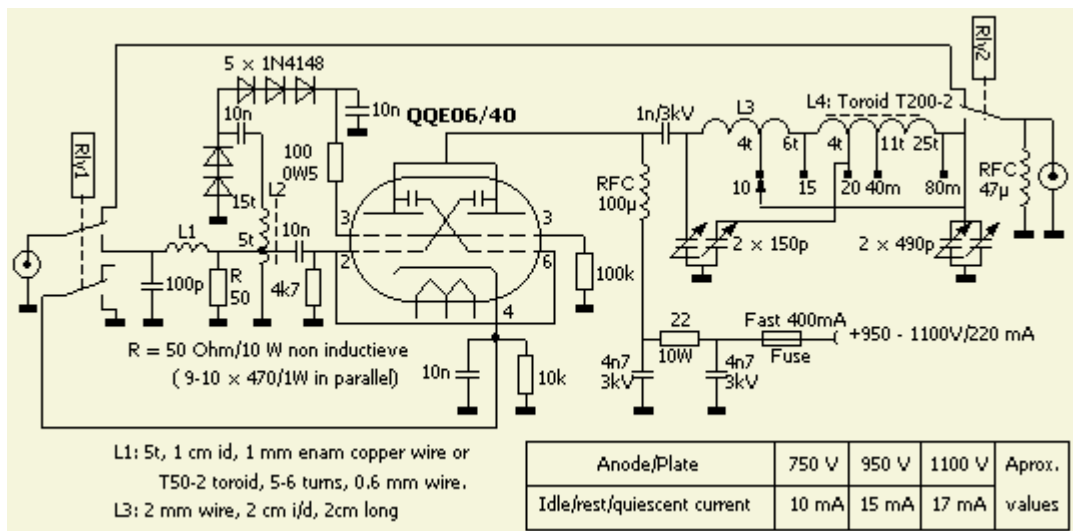 Rlv2
5 × 1N4148
10n
10n
QQE06/40
1n/3kV
L3
L4: Toroid T200-2
4t
6t
4t
11t
25t
Rlv1
100
0W5
RFC
100µ
10
15
20
40m
80m
RFC
47µ
15t
L2
L1
5t
10n
3
3
2
6
2 × 150p
2 × 490p
100p
R
50
4k7
100k
4
R = 50 Ohm/10 W non inductieve
( 9-10 × 470/1W in parallel)
10n
10k
22
10W
Fast 400mA
Fuse
+950 - 1100V/220 mA
4n7
3kV
4n7
3kV
L1: 5t, 1 cm id, 1 mm enam copper wire or
T50-2 toroid, 5-6 turns, 0.6 mm wire.
L3: 2 mm wire, 2 cm i/d, 2cm long
Anode/Plate 750 V 950 V 1100 V Aprox.
Idle/rest/quiescent current 10 mA 15 mA 17 mA values